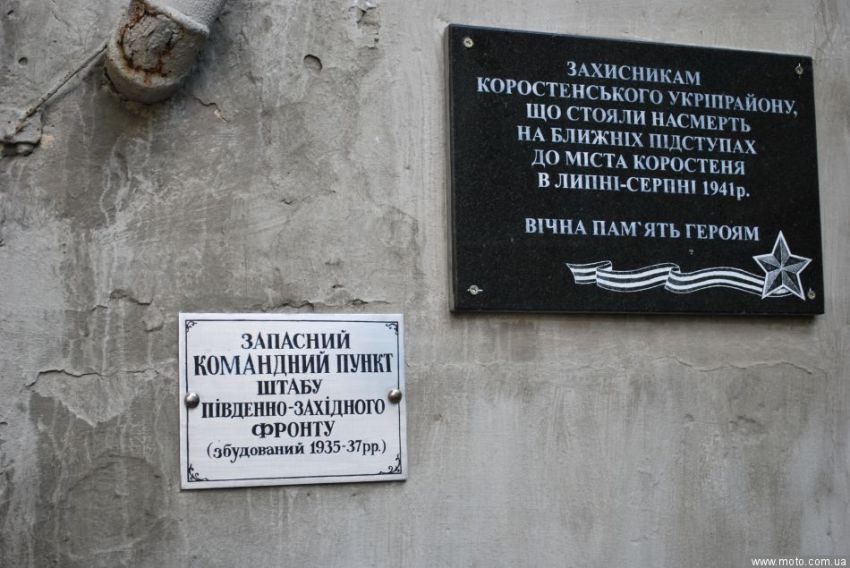 ЗАХИСНИКАМ
КОРОСТЕНСЬКОГО УКРІПРАЙОНУ,
ЩО СТОЯЛИ НАСМЕРТЬ
НА БЛИЖНІХ ПІДСТУПАХ
ДО МІСТА КОРОСТЕНЯ
В ЛИПНІ-СЕРПНІ 1941р.
ВІЧНА ПАМ`ЯТЬ ГЕРОЯМ
ЗАПАСНИЙ
КОМАНДНИЙ ПУНКТ
ШТАБУ
ПІВДЕННО-ЗАХІДНОГО
ФРОНТУ
(збудований 1935-37рр.)
www.moto.com.ua